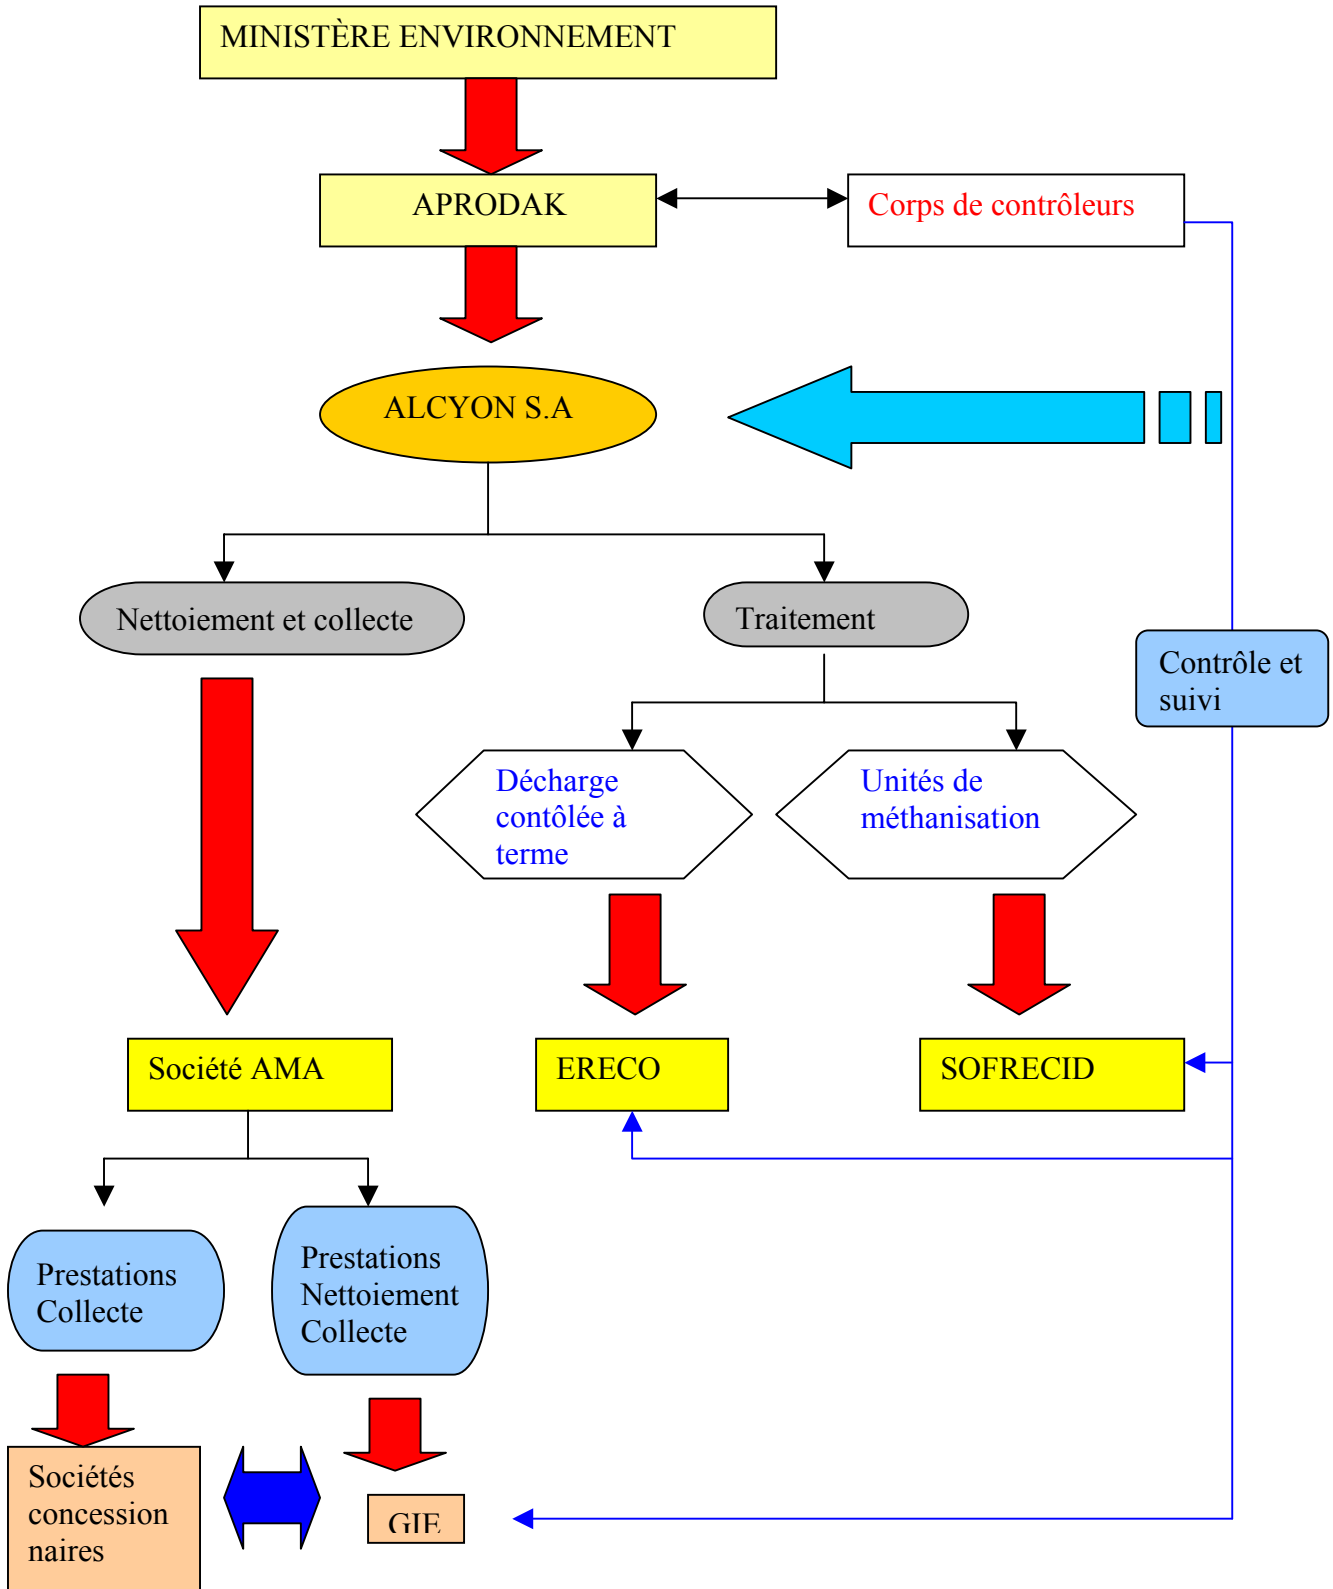 MINISTÈRE ENVIRONNEMENT
APRODAK
Corps de contrôleurs
ALCYON S.A
Nettoiement et collecte
Traitement
Contrôle et
suivi
Décharge
contôlée à
terme
Unités de
méthanisation
Société AMA
ERECO
SOFRECID
Prestations
Collecte
Prestations
Nettoiement
Collecte
Sociétés
concession
naires
GIE